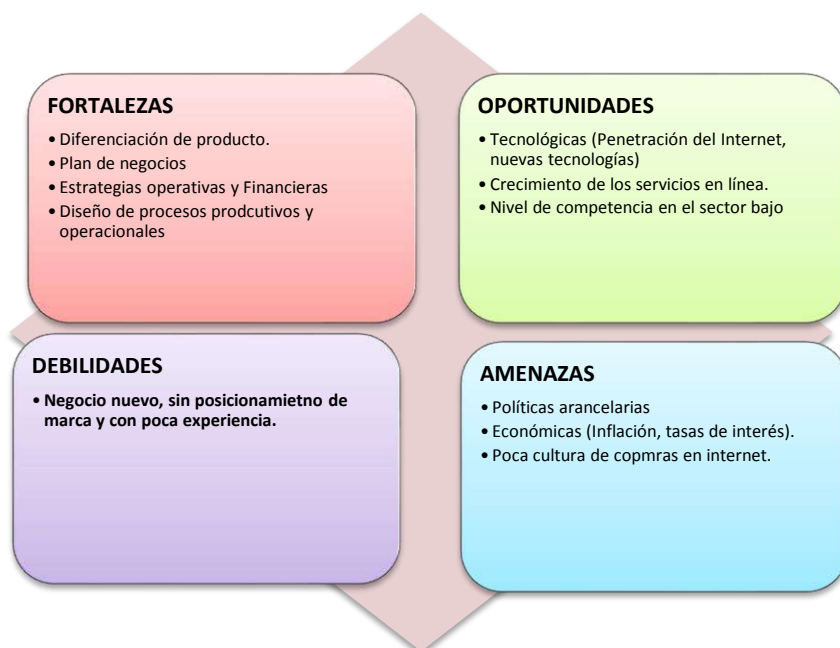 FORTALEZAS
• Diferenciación de producto.
• Plan de negocios
• Estrategias operativas y Financieras
• Diseño de procesos prodcutivos y
operacionales
OPORTUNIDADES
• Tecnológicas (Penetración del Internet,
nuevas tecnologías)
• Crecimiento de los servicios en línea.
• Nivel de competencia en el sector bajo
DEBILIDADES
• Negocio nuevo, sin posicionamietno de
marca y con poca experiencia.
AMENAZAS
• Políticas arancelarias
• Económicas (Inflación, tasas de interés).
• Poca cultura de copmras en internet.